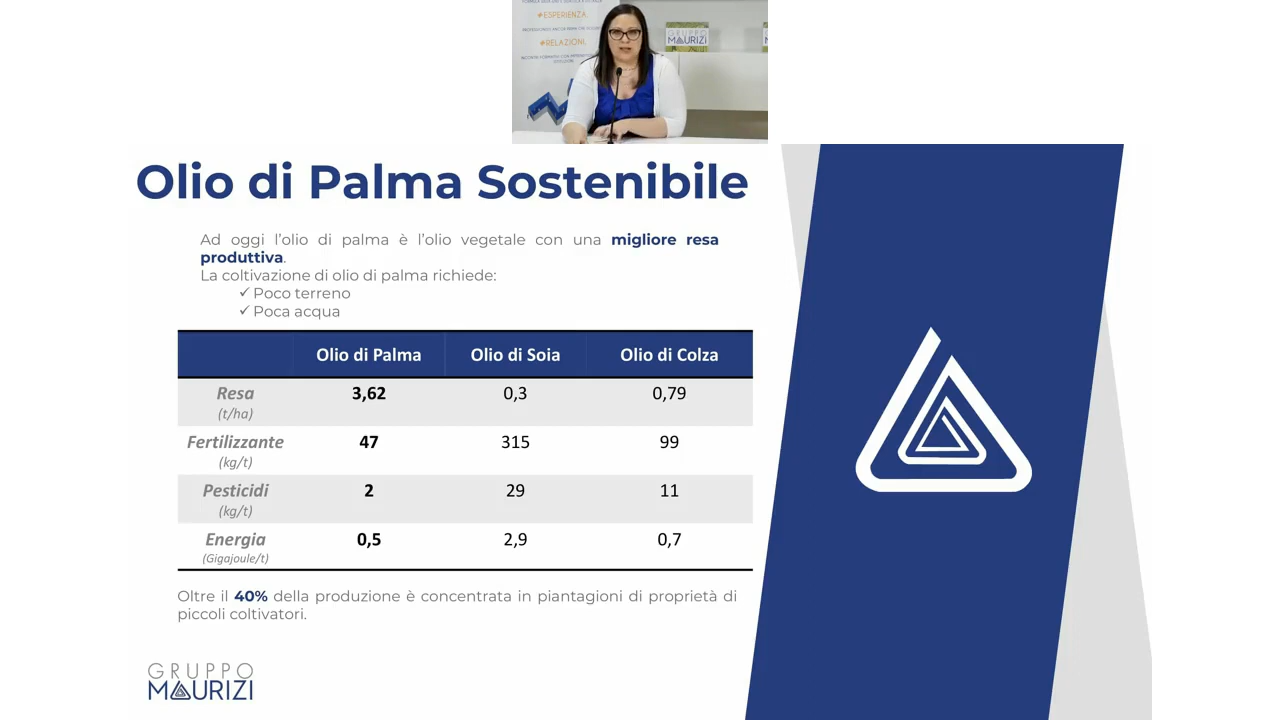 #ESPERIENZA
#RELAZIONI
GRUPPO
MAURIZI
Olio di Palma Sostenibile
Ad oggi l'olio di palma è l'olio vegetale con una migliore resa
produttiva.
La coltivazione di olio di palma richiede:
✓ Poco terreno
✓ Poca acqua
Olio di Palma Olio di Soia Olio di Colza
Resa 3,62 0,3 0,79
(t/ha)
Fertilizzante 47 315 99
(kg/t)
Pesticidi 2 29 11
(kg/t)
Energia 0,5 2,9 0,7
(Gigajoule/t)
Oltre il 40% della produzione è concentrata in piantagioni di proprietà di
piccoli coltivatori.
GRUPPO
MAURIZI